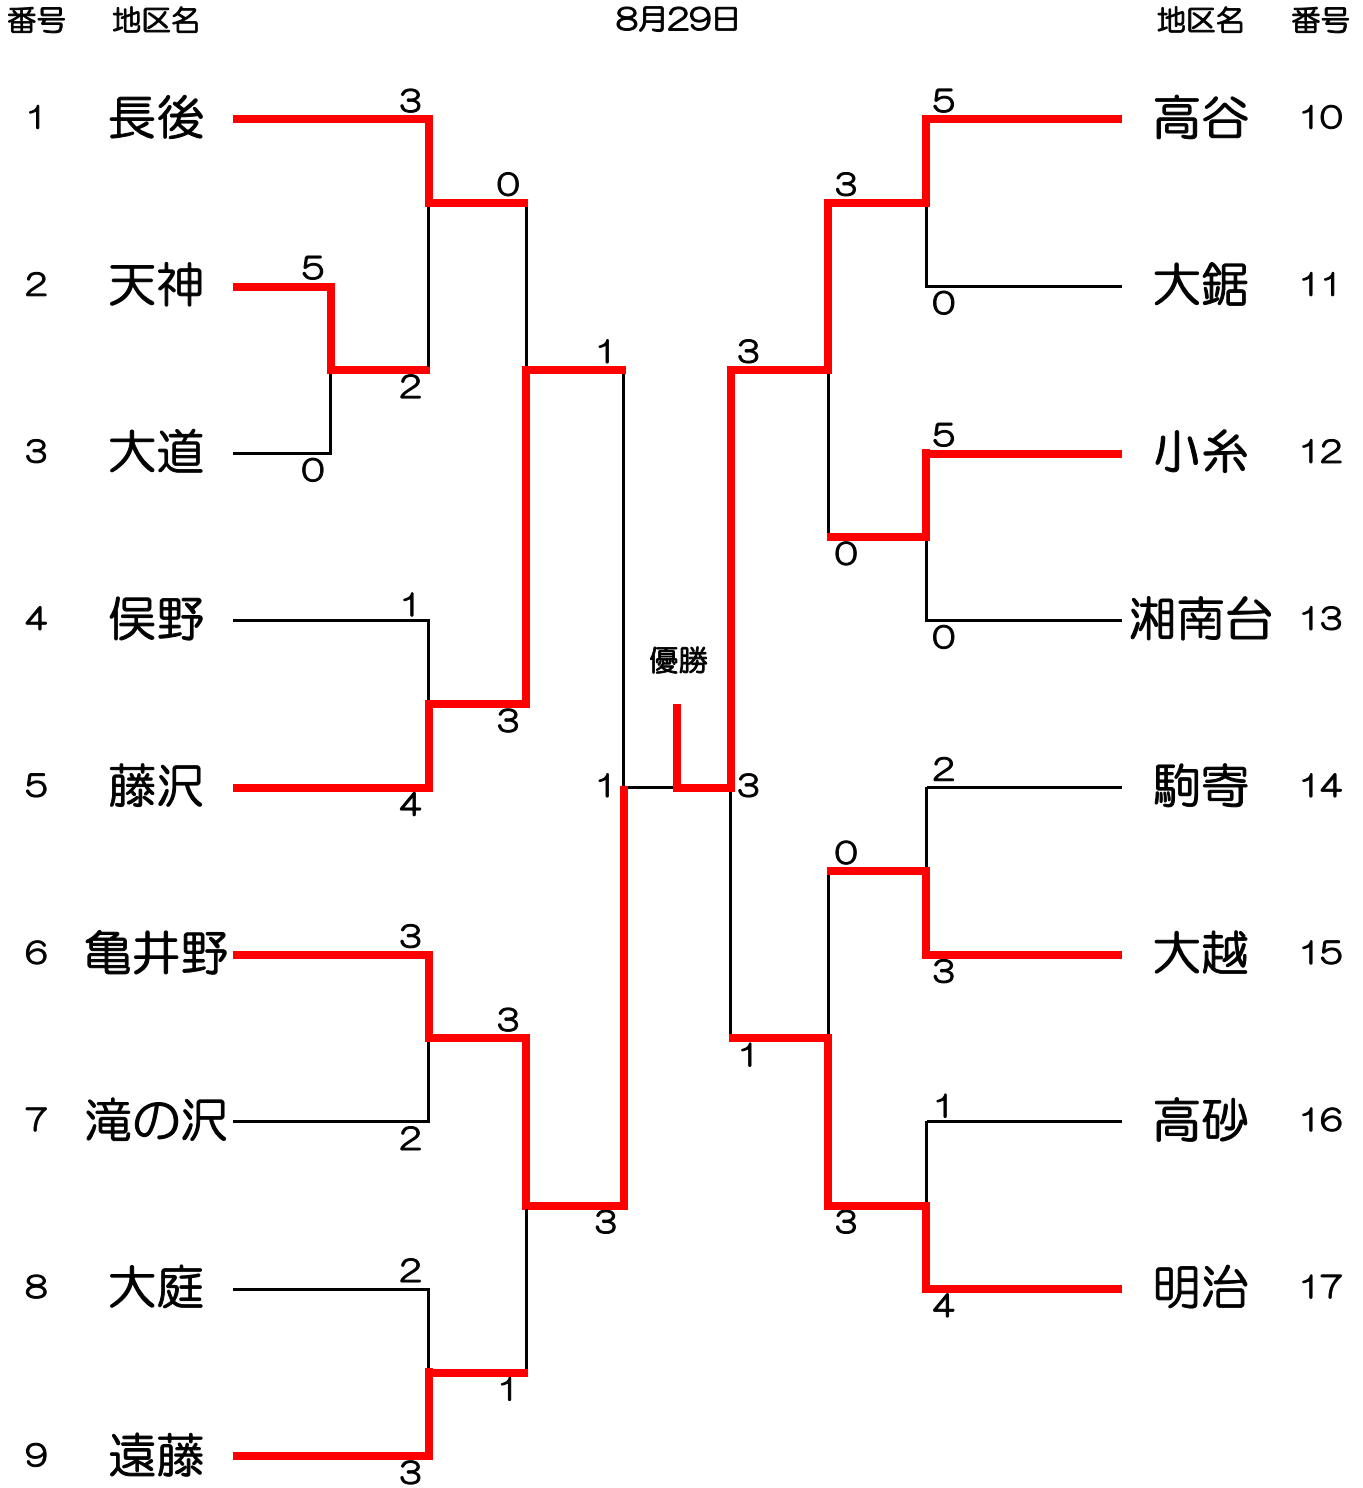 番号 地区名 8月29日 地区名 番号
1 長後 3 5 高谷 10
0 3
2 天神 5 大鋸 11
0
1 3
2
3 大道 5 小糸 12
0
0
4 俣野 1 湘南台 13
0
優勝
3
5 藤沢 1 3 2 駒寄 14
4
0
6 亀井野 3 大越 15
3
3 1
7 滝の沢 1 高砂 16
2
3 3
8 大庭 2 明治 17
4
1
9 遠藤 3